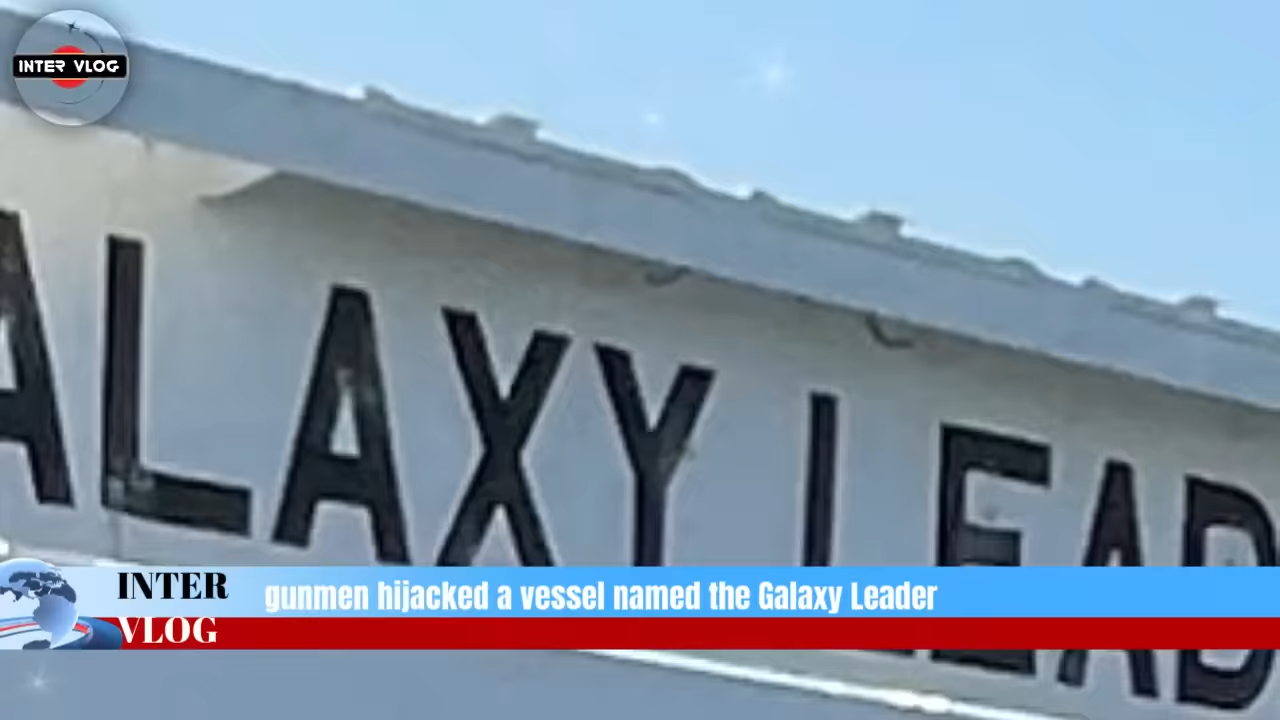 INTER VLOG
ALAXY LEAD
INTER
VLOG
gunmen hijacked a vessel named the Galaxy Leader